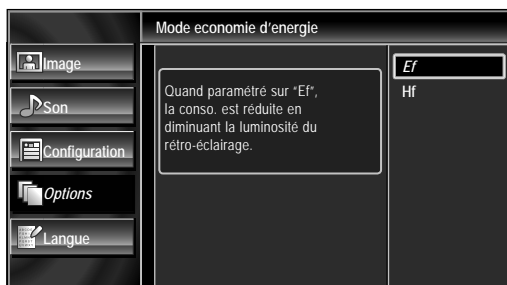 Mode economie d'energie
Image
Son
Configuration
Options
Langue
Quand paramétré sur “Ef”,
la conso. est réduite en
diminuant la luminosité du
rétro-éclairage.
Ef
Hf